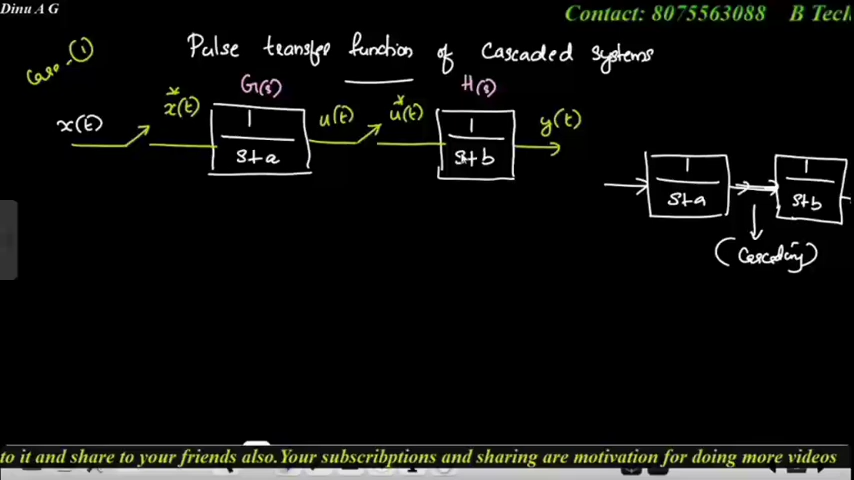 Dinu A G
Contact: 8075563088 B Tech
case-①
Pulse transfer function of Cascaded systems
G(s) H(s)
x(t) x*(t) 1 u(t) u*(t) 1 y(t)
s+a s+b
1 1
s+a s+b
(Cascading)
to it and share to your friends also.Your subscribptions and sharing are motivation for doing more videos